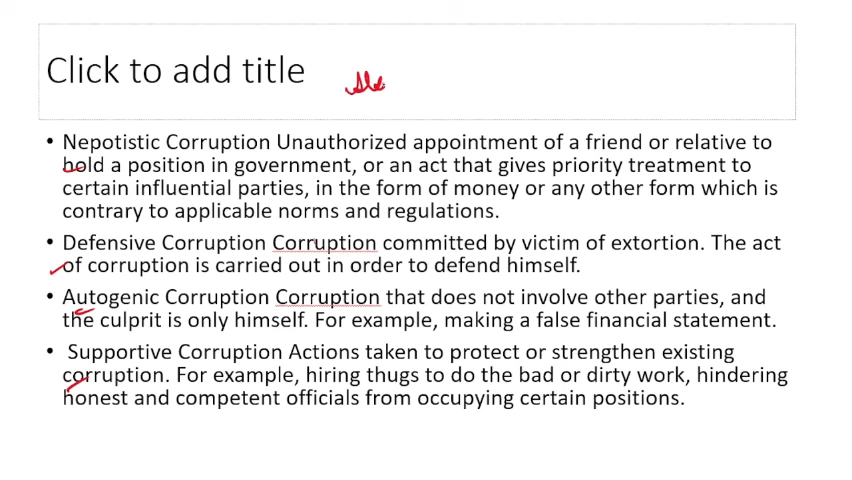 Click to add title
• Nepotistic Corruption Unauthorized appointment of a friend or relative to
hold a position in government, or an act that gives priority treatment to
certain influential parties, in the form of money or any other form which is
contrary to applicable norms and regulations.
• Defensive Corruption Corruption committed by victim of extortion. The act
of corruption is carried out in order to defend himself.
• Autogenic Corruption Corruption that does not involve other parties, and
the culprit is only himself. For example, making a false financial statement.
• Supportive Corruption Actions taken to protect or strengthen existing
corruption. For example, hiring thugs to do the bad or dirty work, hindering
honest and competent officials from occupying certain positions.